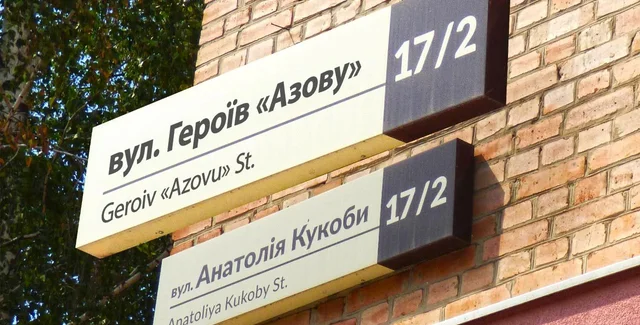 вул. Героїв «Азову»
Geroiv «Azovu» St.
17/2
вул. Анатолія Кукоби
Anatoliya Kukoby St.
17/2